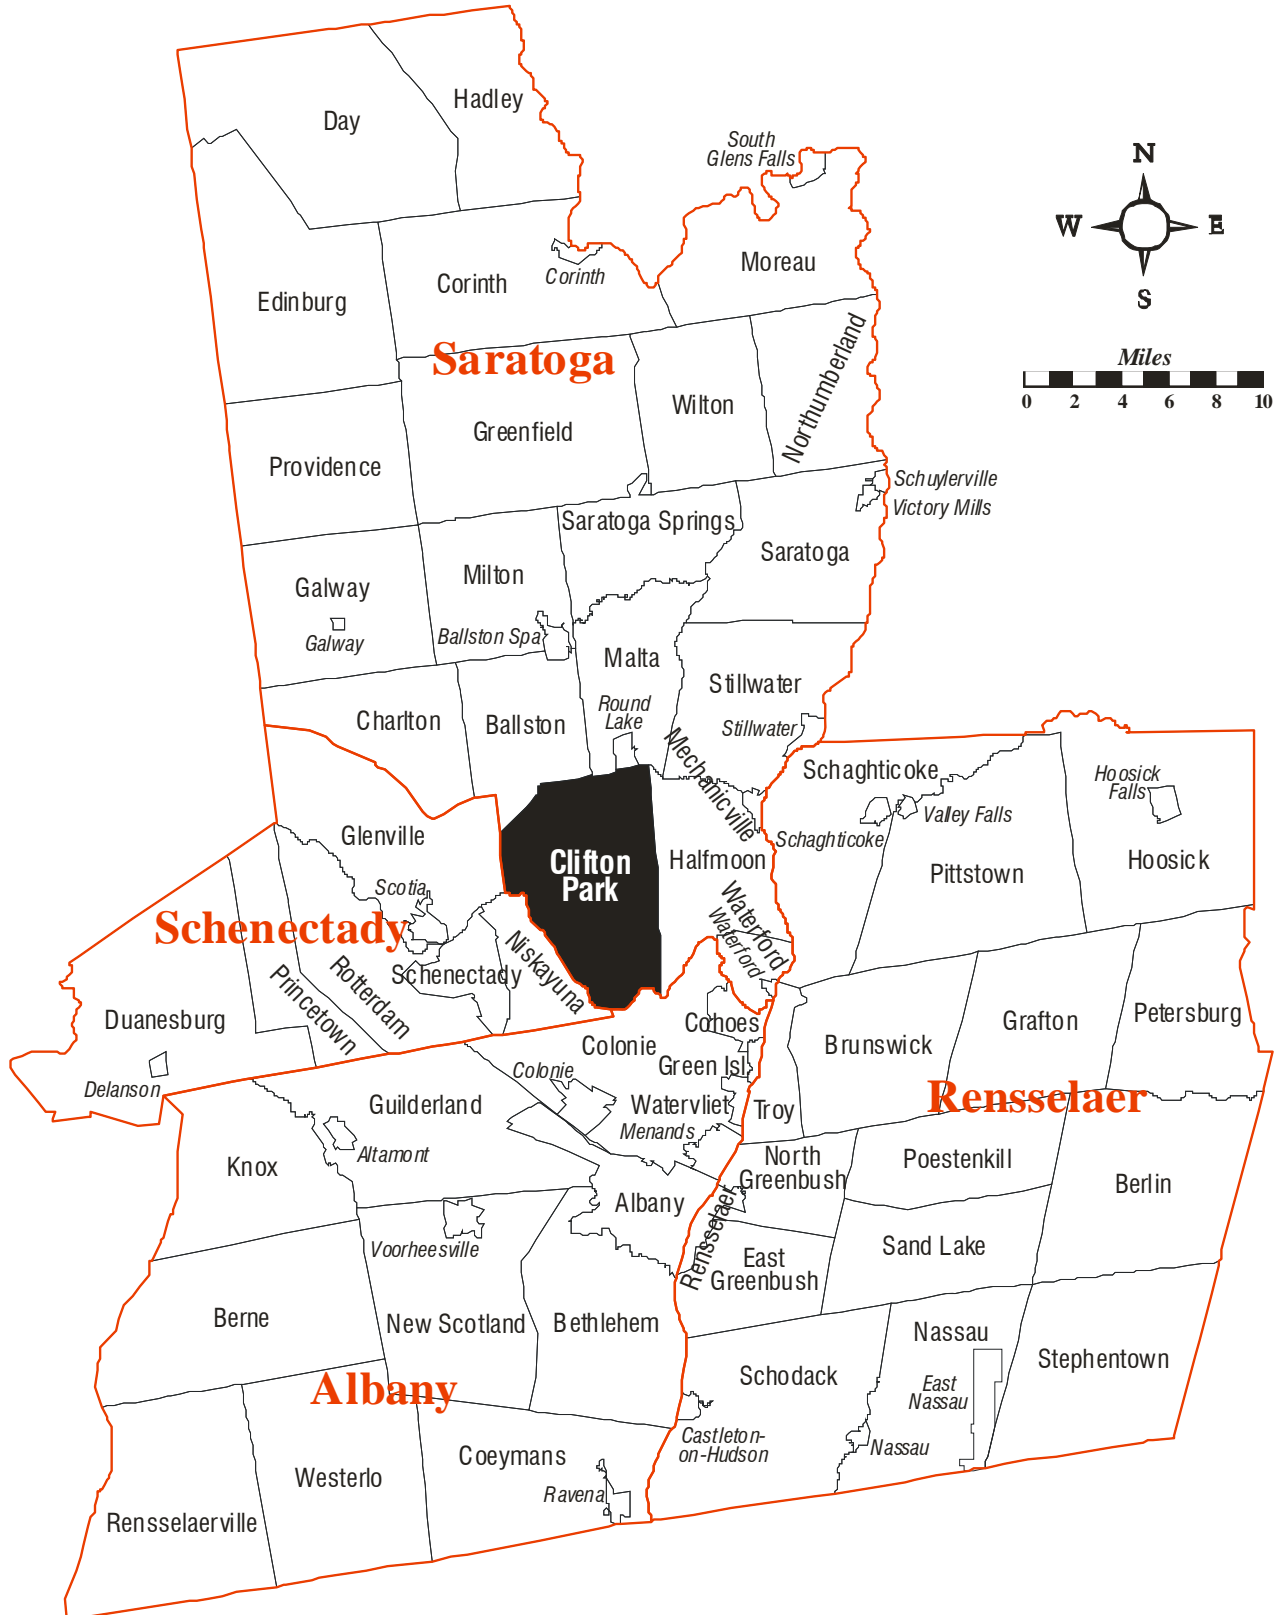 Day
Hadley
South
Glens Falls
N
W
E
S
Moreau
Corinth
Corinth
Edinburg
Saratoga
Miles
0 2 4 6 8 10
Northumberland
Wilton
Greenfield
Providence
Schuylerville
Victory Mills
Saratoga Springs
Saratoga
Milton
Galway
Galway
Ballston Spa
Malta
Stillwater
Round
Lake
Stillwater
Charlton
Ballston
Mechanicville
Schaghticoke
Hoosick
Falls
Valley Falls
Schaghticoke
Glenville
Clifton
Park
Halfmoon
Hoosick
Pittstown
Scotia
Schenectady
Waterford
Waterford
Niskayuna
Schenectady
Rotterdam
Princetown
Duanesburg
Cohoes
Colonie
Green Isl.
Brunswick
Grafton
Petersburg
Delanson
Colonie
Rensselaer
Guilderland
Watervliet
Troy
Menands
Altamont
Knox
North
Greenbush
Poestenkill
Berlin
Albany
Rensselaer
Voorheesville
Sand Lake
East
Greenbush
Berne
New Scotland
Bethlehem
Nassau
Stephentown
Schodack
Albany
East
Nassau
Castleton-
on-Hudson
Nassau
Coeymans
Westerlo
Ravena
Rensselaerville